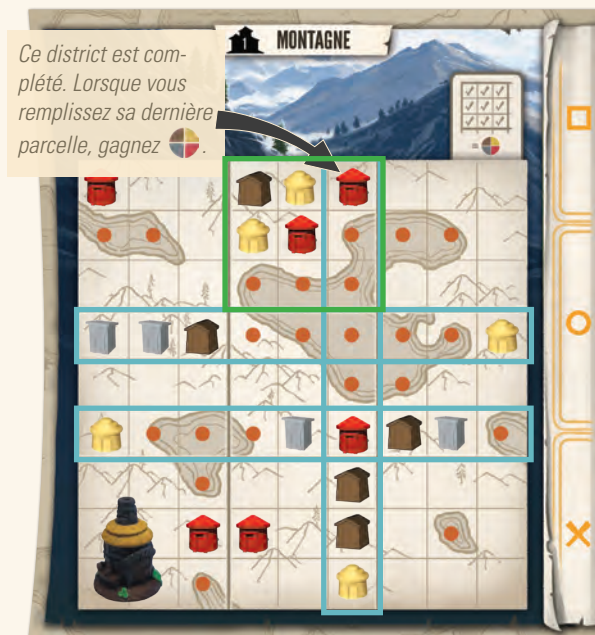 1
MONTAGNE
Ce district est com-
plété. Lorsque vous
remplissez sa dernière
parcelle, gagnez .
=